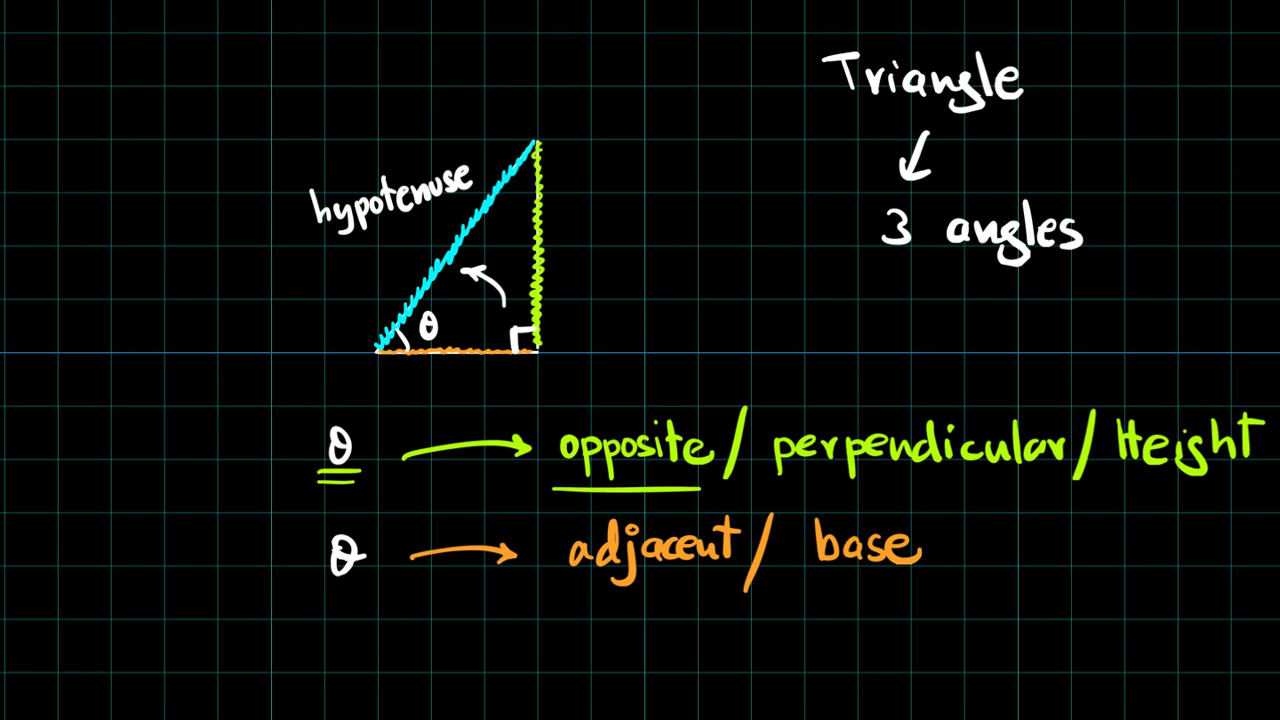 Triangle
↓
3 angles
hypotenuse
θ
θ → opposite / perpendicular / Height
θ → adjacent / base